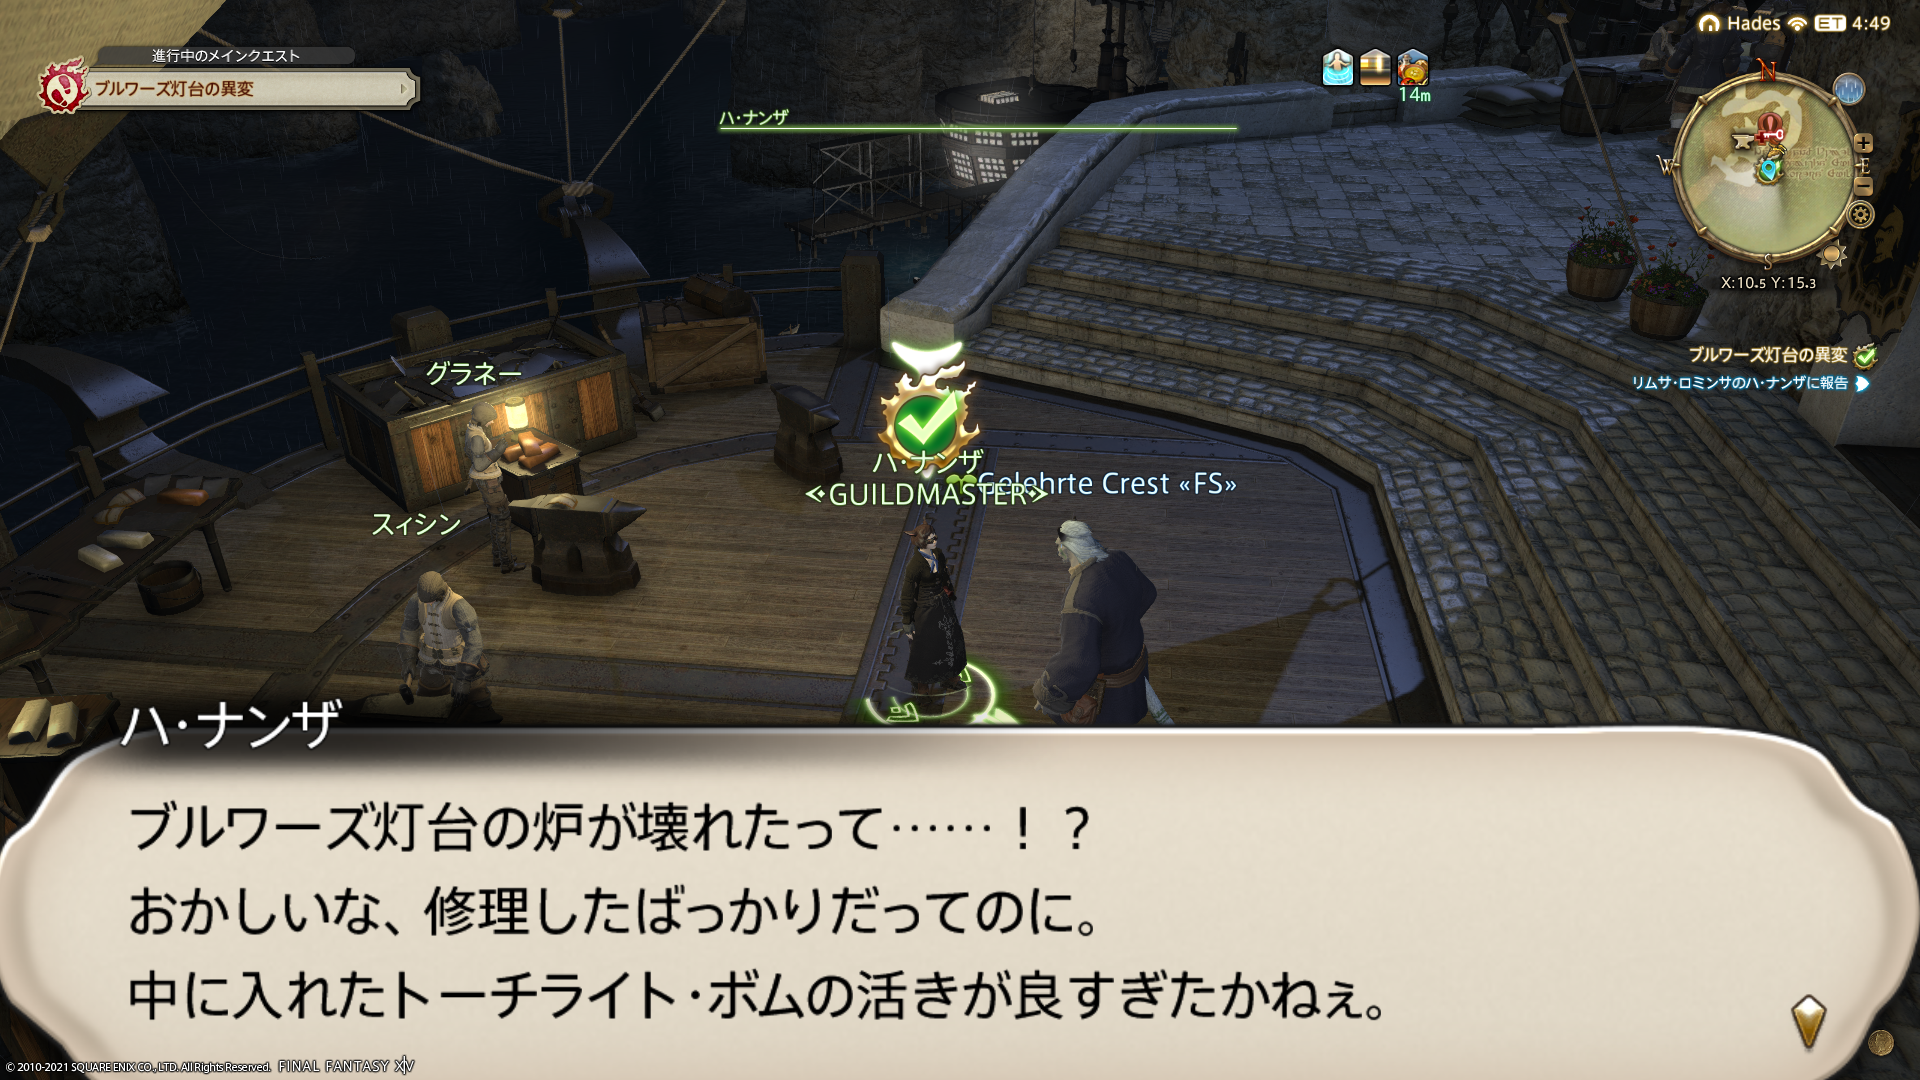 Hades ET 4:49
進行中のメインクエスト
ブルワーズ灯台の異変
14m
ハ・ナンザ
N
W
E
S
X:10.5 Y:15.3
ブルワーズ灯台の異変
リムサ・ロミンサのハ・ナンザに報告
グラネー
スィシン
ハ・ナンザ
«GUILDMASTER»
Gelehrte Crest «FS»
ハ・ナンザ
ブルワーズ灯台の炉が壊れたって……！？
おかしいな、修理したばっかりだってのに。
中に入れたトーチライト・ボムの活きが良すぎたかねぇ。
© 2010-2021 SQUARE ENIX CO., LTD. All Rights Reserved. FINAL FANTASY XIV